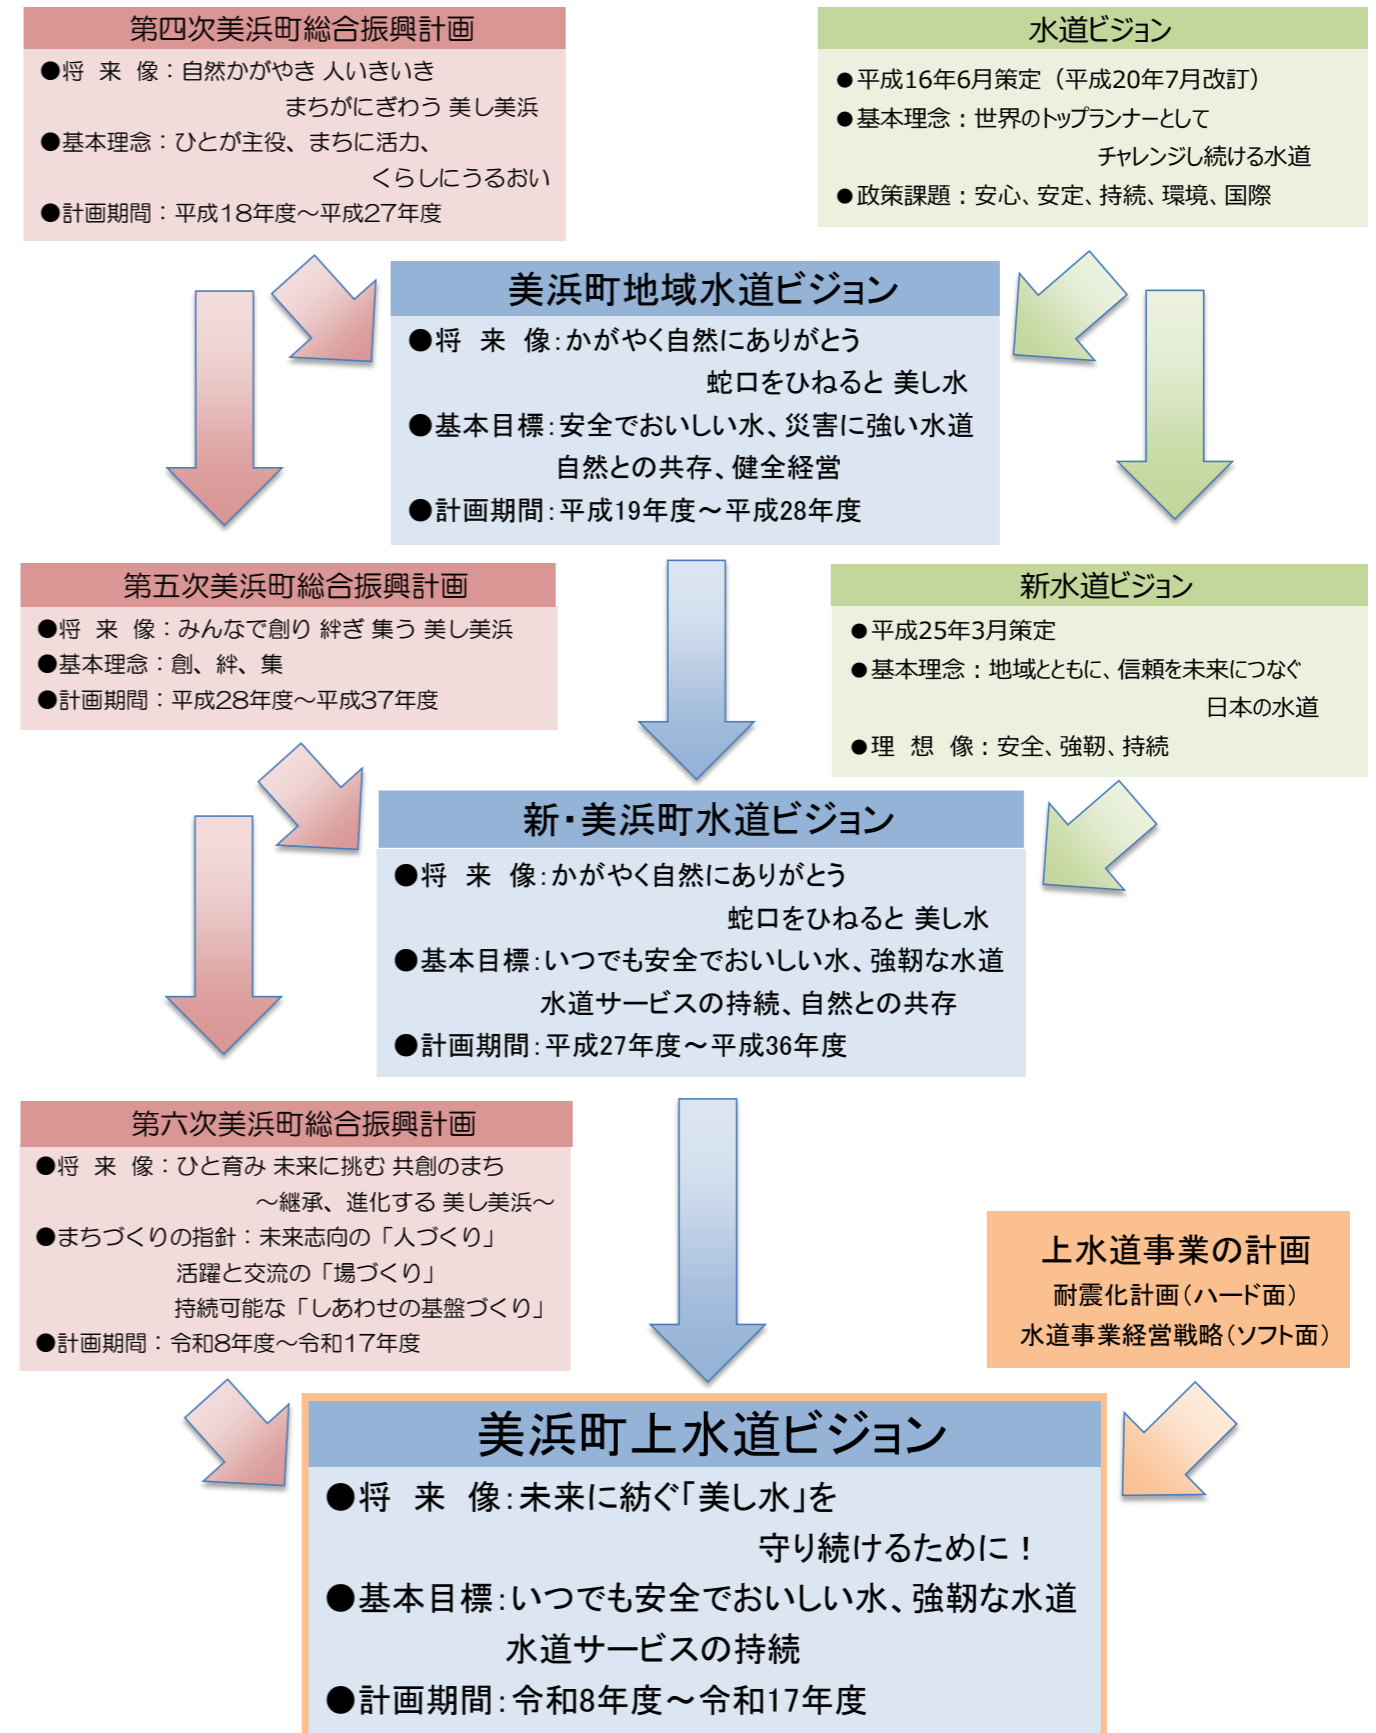 第四次美浜町総合振興計画
●将　来　像：自然かがやき 人いきいき
まちがにぎわう 美し美浜
●基本理念：ひとが主役、まちに活力、
くらしにうるおい
●計画期間：平成18年度～平成27年度
水道ビジョン
●平成16年6月策定（平成20年7月改訂）
●基本理念：世界のトップランナーとして
チャレンジし続ける水道
●政策課題：安心、安定、持続、環境、国際
美浜町地域水道ビジョン
●将　来　像：かがやく自然にありがとう
蛇口をひねると 美し水
●基本目標：安全でおいしい水、災害に強い水道
自然との共存、健全経営
●計画期間：平成19年度～平成28年度
第五次美浜町総合振興計画
●将　来　像：みんなで創り 絆ぎ 集う 美し美浜
●基本理念：創、絆、集
●計画期間：平成28年度～平成37年度
新水道ビジョン
●平成25年3月策定
●基本理念：地域とともに、信頼を未来につなぐ
日本の水道
●理　想　像：安全、強靭、持続
新・美浜町水道ビジョン
●将　来　像：かがやく自然にありがとう
蛇口をひねると 美し水
●基本目標：いつでも安全でおいしい水、強靭な水道
水道サービスの持続、自然との共存
●計画期間：平成27年度～平成36年度
第六次美浜町総合振興計画
●将　来　像：ひと育み 未来に挑む 共創のまち
～継承、進化する 美し美浜～
●まちづくりの指針：未来志向の「人づくり」
活躍と交流の「場づくり」
持続可能な「しあわせの基盤づくり」
●計画期間：令和8年度～令和17年度
上水道事業の計画
耐震化計画（ハード面）
水道事業経営戦略（ソフト面）
美浜町上水道ビジョン
●将　来　像：未来に紡ぐ「美し水」を
守り続けるために！
●基本目標：いつでも安全でおいしい水、強靭な水道
水道サービスの持続
●計画期間：令和8年度～令和17年度